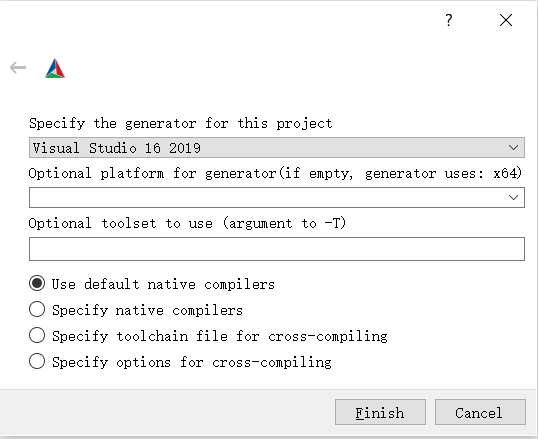 ?
Specify the generator for this project
Visual Studio 16 2019
Optional platform for generator(if empty, generator uses: x64)
Optional toolset to use (argument to -T)
Use default native compilers
Specify native compilers
Specify toolchain file for cross-compiling
Specify options for cross-compiling
Finish Cancel